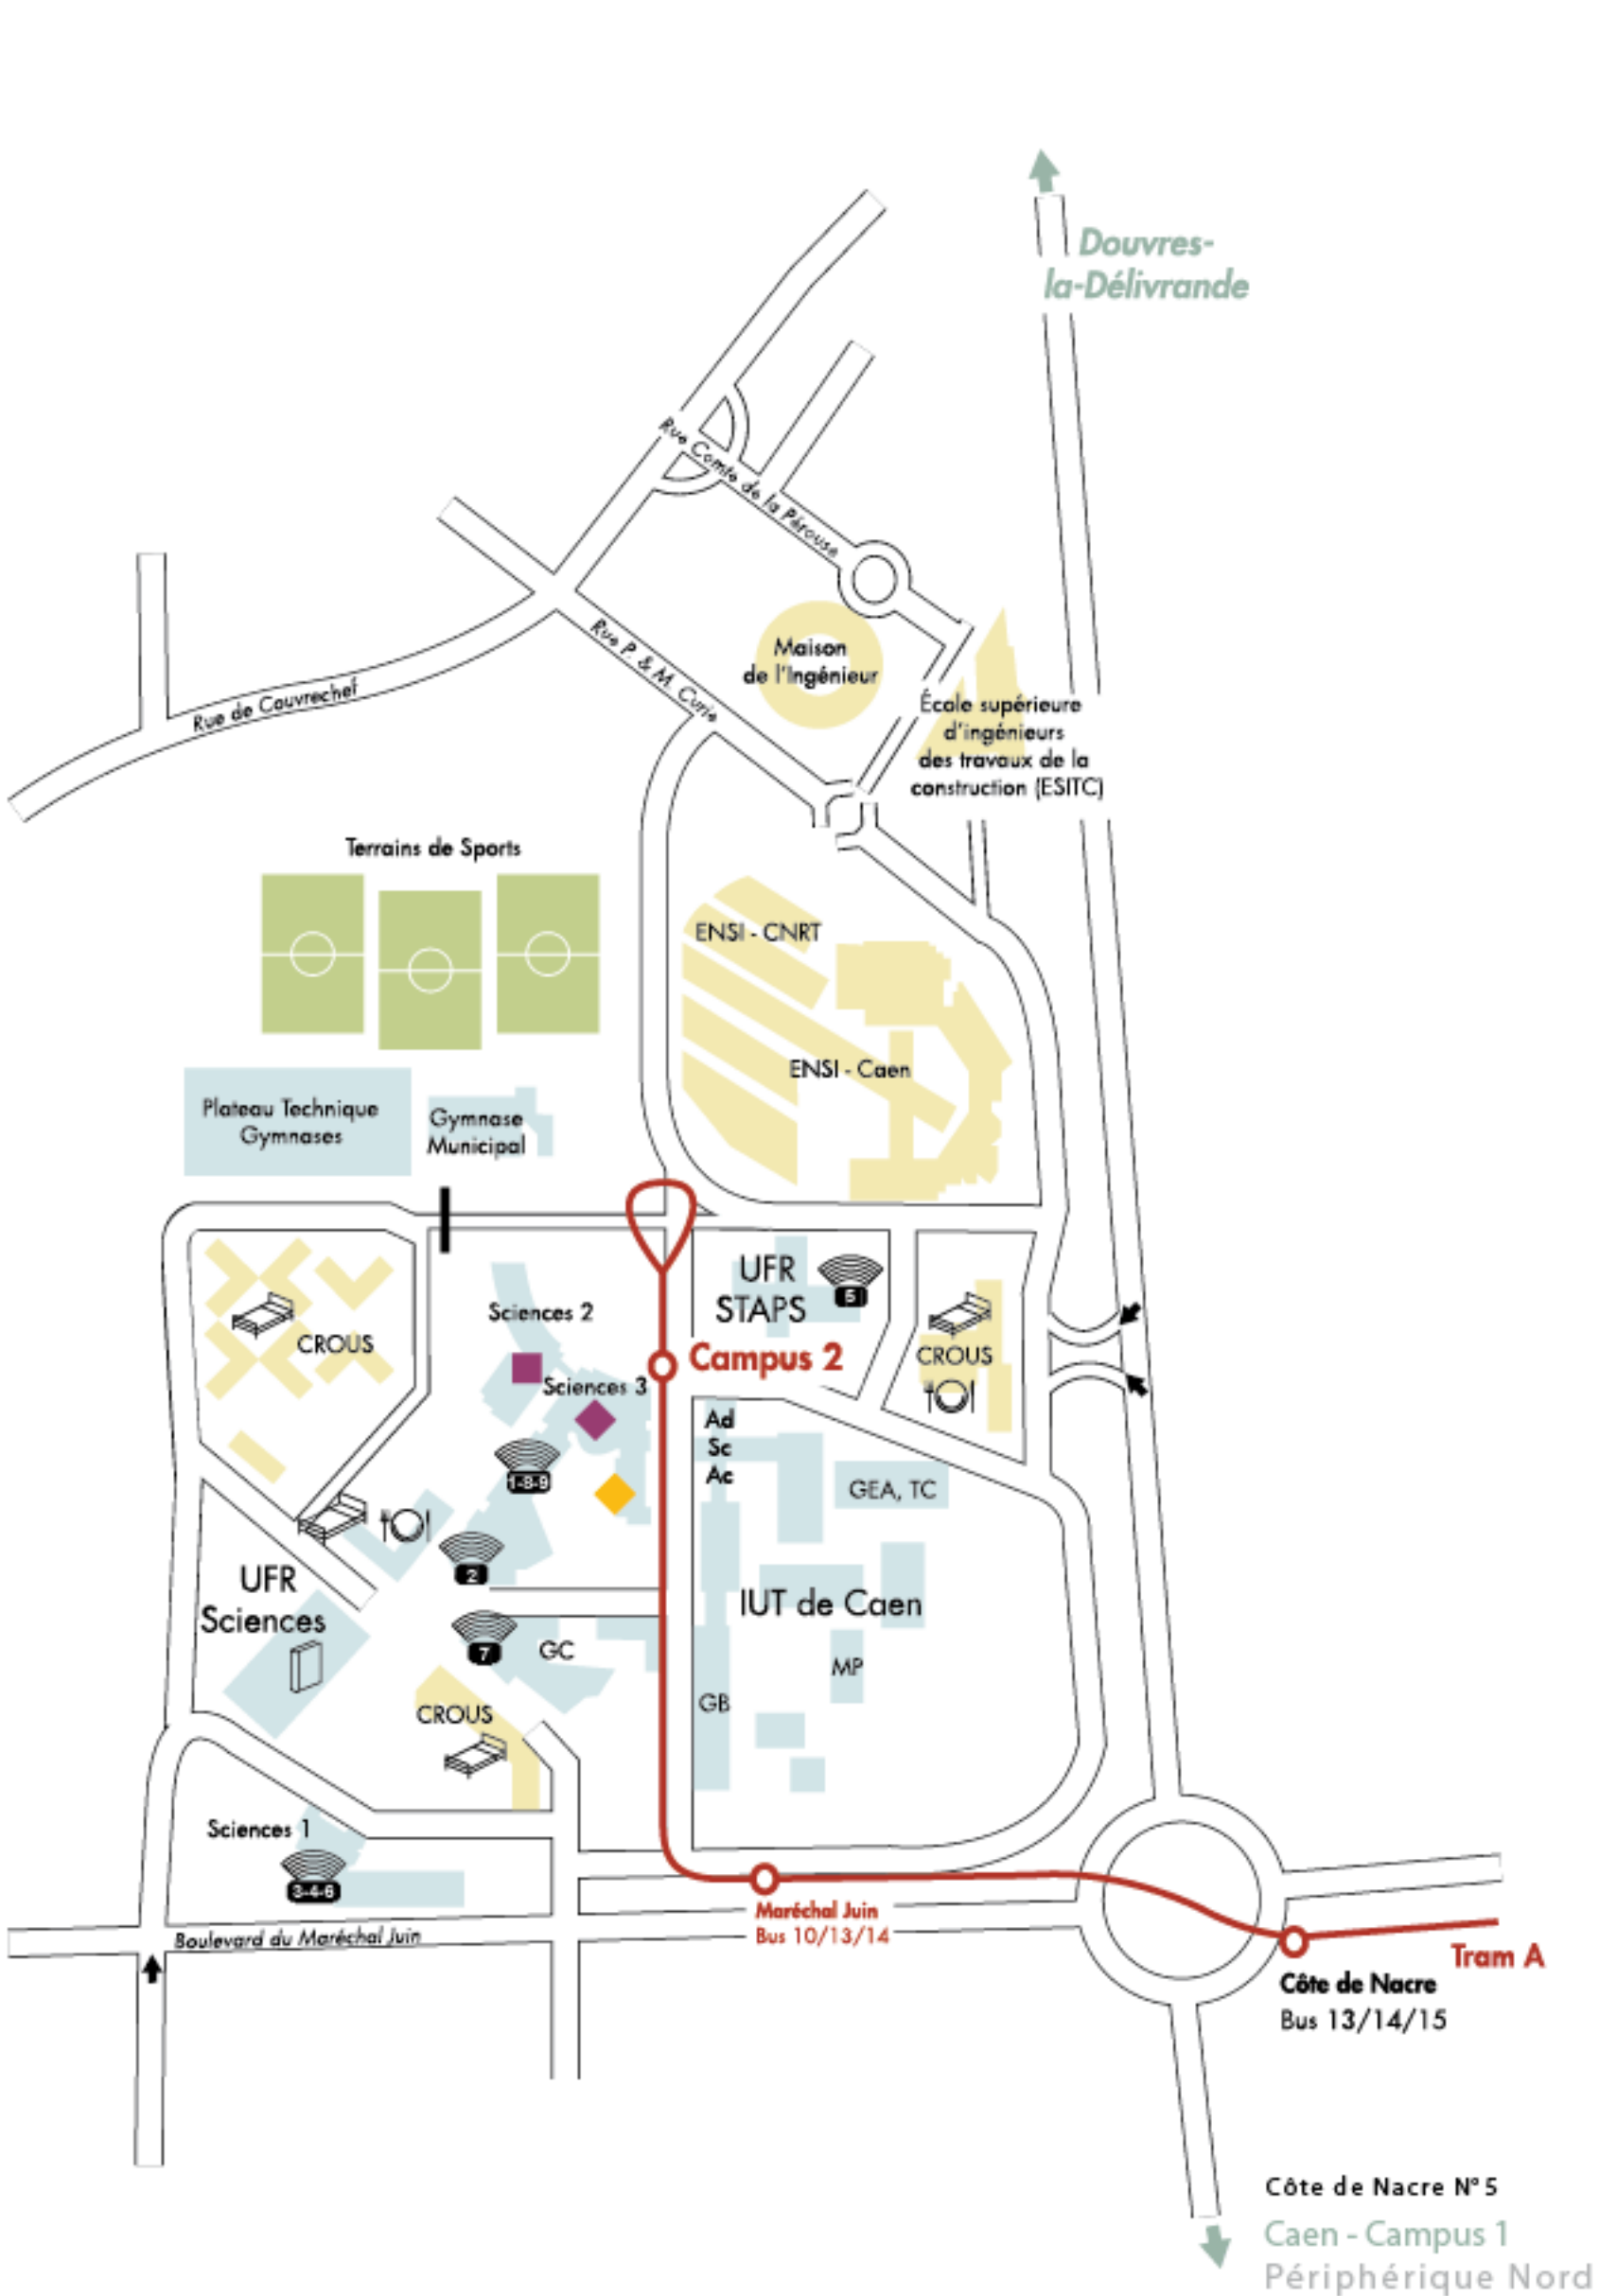 Douvres-
la-Délivrande
Rue Comte de la Pérouse
Rue P. & M. Curie
Rue de Couvrechef
Maison
de l'Ingénieur
École supérieure
d'ingénieurs
des travaux de la
construction (ESITC)
Terrains de Sports
ENSI - CNRT
ENSI - Caen
Plateau Technique
Gymnases
Gymnase
Municipal
UFR
STAPS
5
Sciences 2
CROUS
CROUS
Campus 2
Sciences 3
Ad
Sc
Ac
1-8-9
GEA, TC
2
UFR
Sciences
IUT de Caen
7
GC
MP
GB
CROUS
Sciences 1
3-4-6
Maréchal Juin
Bus 10/13/14
Boulevard du Maréchal Juin
Tram A
Côte de Nacre
Bus 13/14/15
Côte de Nacre N° 5
Caen - Campus 1
Périphérique Nord